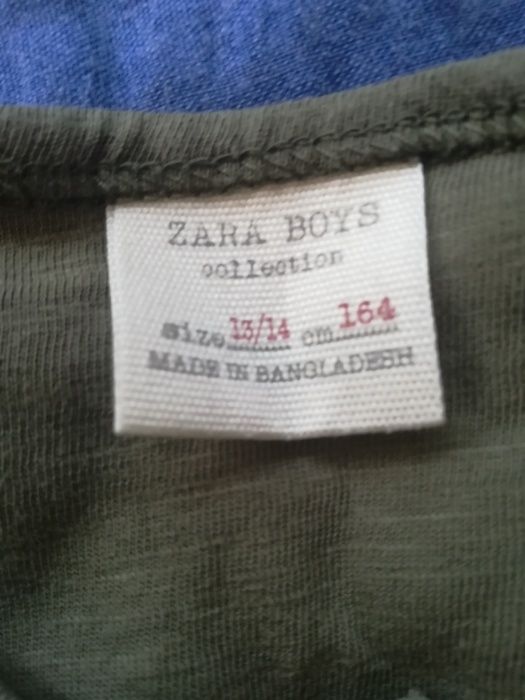 ZARA BOYS
collection
size 13/14 cm 164
MADE IN BANGLADESH